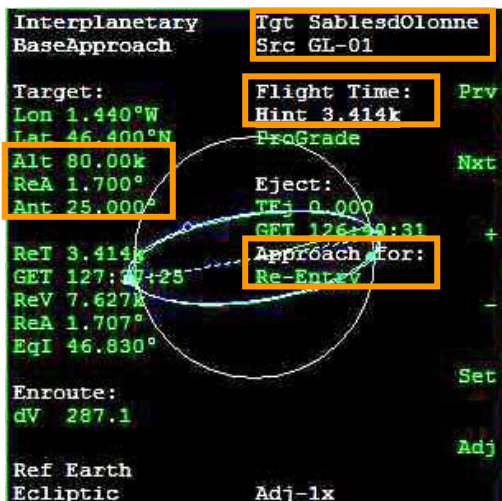 Interplanetary
BaseApproach
Tgt SablesdOlonne
Src GL-01
Target:
Lon 1.440°W
Lat 46.400°N
Alt 80.00k
ReA 1.700°
Ant 25.000°
Flight Time:
Hint 3.414k
ProGrade
Eject:
TEj 0.000
GET
Approach for:
Re-Entry
ReT 3.414k
GET
ReV 7.627k
ReA 1.707°
EqI 46.830°
Enroute:
dV 287.1
Ref Earth
Ecliptic
Adj-1x
Prv
Nxt
+
-
Set
Adj